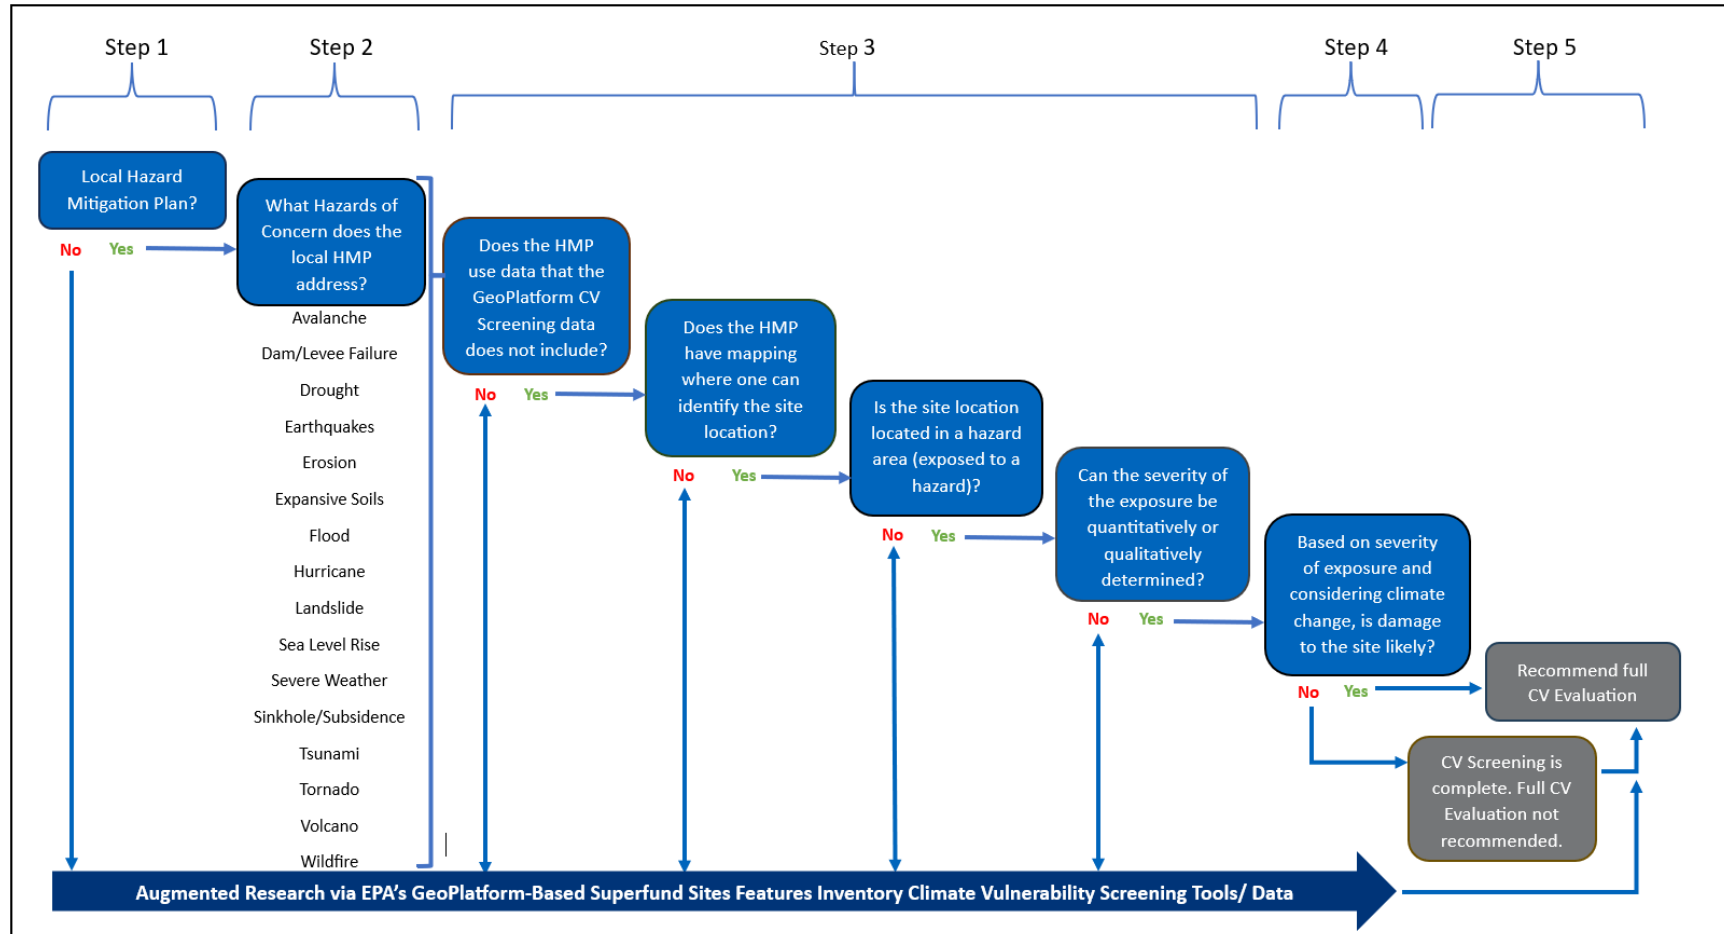 Step 1
Step 2
Step 3
Step 4
Step 5
Local Hazard
Mitigation Plan?
No Yes
What Hazards of
Concern does the
local HMP
address?
Avalanche
Dam/Levee Failure
Drought
Earthquakes
Erosion
Expansive Soils
Flood
Hurricane
Landslide
Sea Level Rise
Severe Weather
Sinkhole/Subsidence
Tsunami
Tornado
Volcano
Wildfire
Does the HMP
use data that the
GeoPlatform CV
Screening data
does not include?
No Yes
Does the HMP
have mapping
where one can
identify the site
location?
No Yes
Is the site location
located in a hazard
area (exposed to a
hazard)?
No Yes
Can the severity of
the exposure be
quantitatively or
qualitatively
determined?
No Yes
Based on severity
of exposure and
considering climate
change, is damage
to the site likely?
No Yes
Recommend full
CV Evaluation
CV Screening is
complete. Full CV
Evaluation not
recommended.
Augmented Research via EPA's GeoPlatform-Based Superfund Sites Features Inventory Climate Vulnerability Screening Tools/ Data